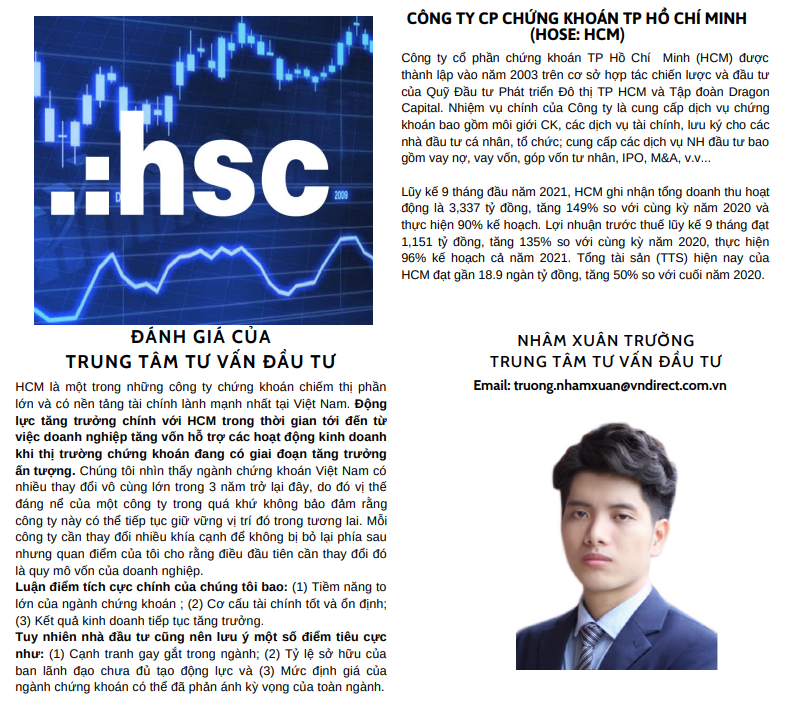 .:hsc
2009
CÔNG TY CP CHỨNG KHOÁN TP HỒ CHÍ MINH
(HOSE: HCM)
Công ty cổ phần chứng khoán TP Hồ Chí Minh (HCM) được
thành lập vào năm 2003 trên cơ sở hợp tác chiến lược và đầu tư
của Quỹ Đầu tư Phát triển Đô thị TP HCM và Tập đoàn Dragon
Capital. Nhiệm vụ chính của Công ty là cung cấp dịch vụ chứng
khoán bao gồm môi giới CK, các dịch vụ tài chính, lưu ký cho các
nhà đầu tư cá nhân, tổ chức; cung cấp các dịch vụ NH đầu tư bao
gồm vay nợ, vay vốn, góp vốn tư nhân, IPO, M&A, v.v...
Lũy kế 9 tháng đầu năm 2021, HCM ghi nhận tổng doanh thu hoạt
động là 3,337 tỷ đồng, tăng 149% so với cùng kỳ năm 2020 và
thực hiện 90% kế hoạch. Lợi nhuận trước thuế lũy kế 9 tháng đạt
1,151 tỷ đồng, tăng 135% so với cùng kỳ năm 2020, thực hiện
96% kế hoạch cả năm 2021. Tổng tài sản (TTS) hiện nay của
HCM đạt gần 18.9 ngàn tỷ đồng, tăng 50% so với cuối năm 2020.
ĐÁNH GIÁ CỦA
TRUNG TÂM TƯ VẤN ĐẦU TƯ
HCM là một trong những công ty chứng khoán chiếm thị phần
lớn và có nền tảng tài chính lành mạnh nhất tại Việt Nam. Động
lực tăng trưởng chính với HCM trong thời gian tới đến từ
việc doanh nghiệp tăng vốn hỗ trợ các hoạt động kinh doanh
khi thị trường chứng khoán đang có giai đoạn tăng trưởng
ấn tượng. Chúng tôi nhìn thấy ngành chứng khoán Việt Nam có
nhiều thay đổi vô cùng lớn trong 3 năm trở lại đây, do đó vị thế
đáng nể của một công ty trong quá khứ không bảo đảm rằng
công ty này có thể tiếp tục giữ vững vị trí đó trong tương lai. Mỗi
công ty cần thay đổi nhiều khía cạnh để không bị bỏ lại phía sau
nhưng quan điểm của tôi cho rằng điều đầu tiên cần thay đổi đó
là quy mô vốn của doanh nghiệp.
Luận điểm tích cực chính của chúng tôi bao: (1) Tiềm năng to
lớn của ngành chứng khoán ; (2) Cơ cấu tài chính tốt và ổn định;
(3) Kết quả kinh doanh tiếp tục tăng trưởng.
Tuy nhiên nhà đầu tư cũng nên lưu ý một số điểm tiêu cực
như: (1) Cạnh tranh gay gắt trong ngành; (2) Tỷ lệ sở hữu của
ban lãnh đạo chưa đủ tạo động lực và (3) Mức định giá của
ngành chứng khoán có thể đã phản ánh kỳ vọng của toàn ngành.
NHÂM XUÂN TRƯỜNG
TRUNG TÂM TƯ VẤN ĐẦU TƯ
Email: truong.nhamxuan@vndirect.com.vn